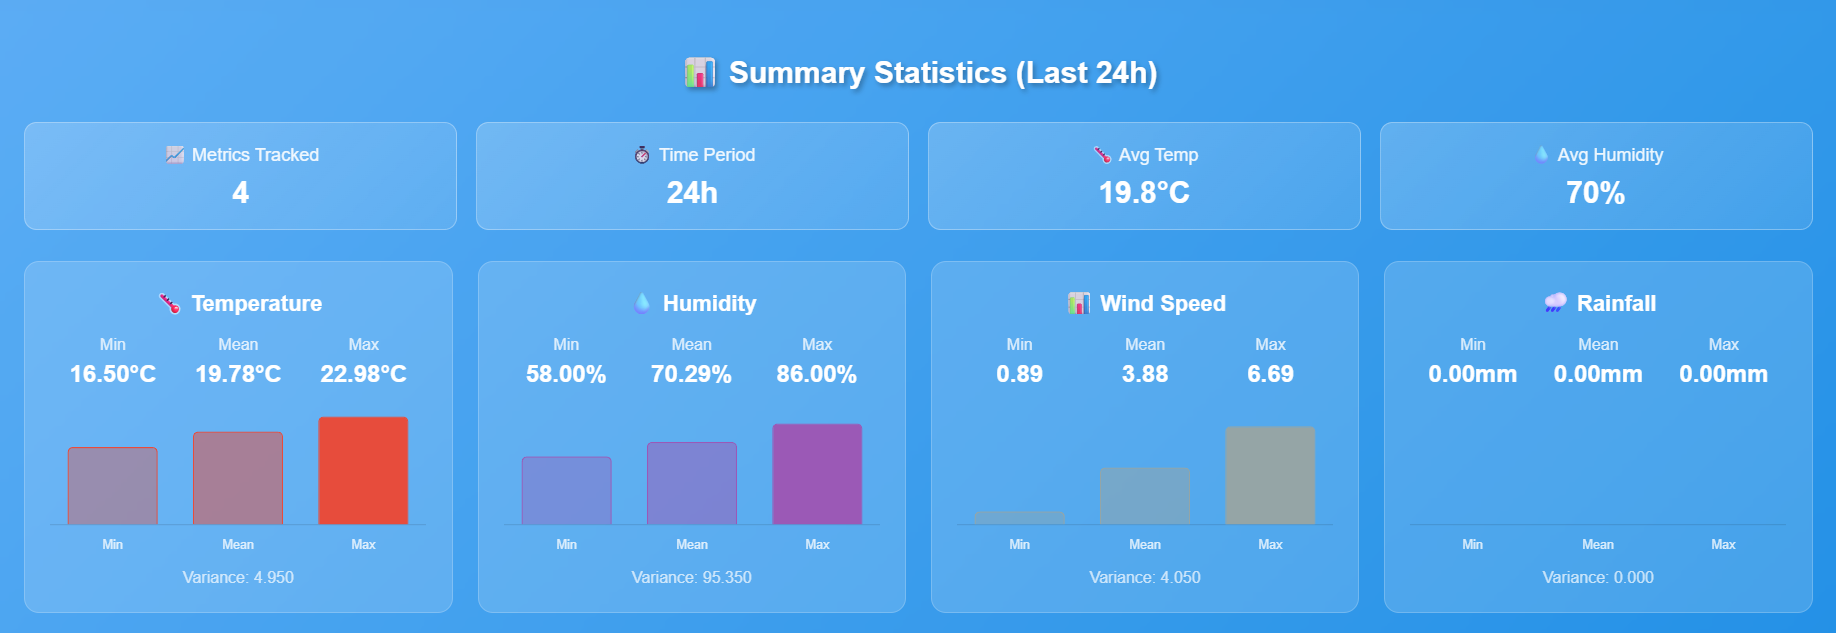 Summary Statistics (Last 24h)
Metrics Tracked
4
Time Period
24h
Avg Temp
19.8°C
Avg Humidity
70%
Temperature
Min Mean Max
16.50°C 19.78°C 22.98°C
Min Mean Max
Variance: 4.950
Humidity
Min Mean Max
58.00% 70.29% 86.00%
Min Mean Max
Variance: 95.350
Wind Speed
Min Mean Max
0.89 3.88 6.69
Min Mean Max
Variance: 4.050
Rainfall
Min Mean Max
0.00mm 0.00mm 0.00mm
Min Mean Max
Variance: 0.000